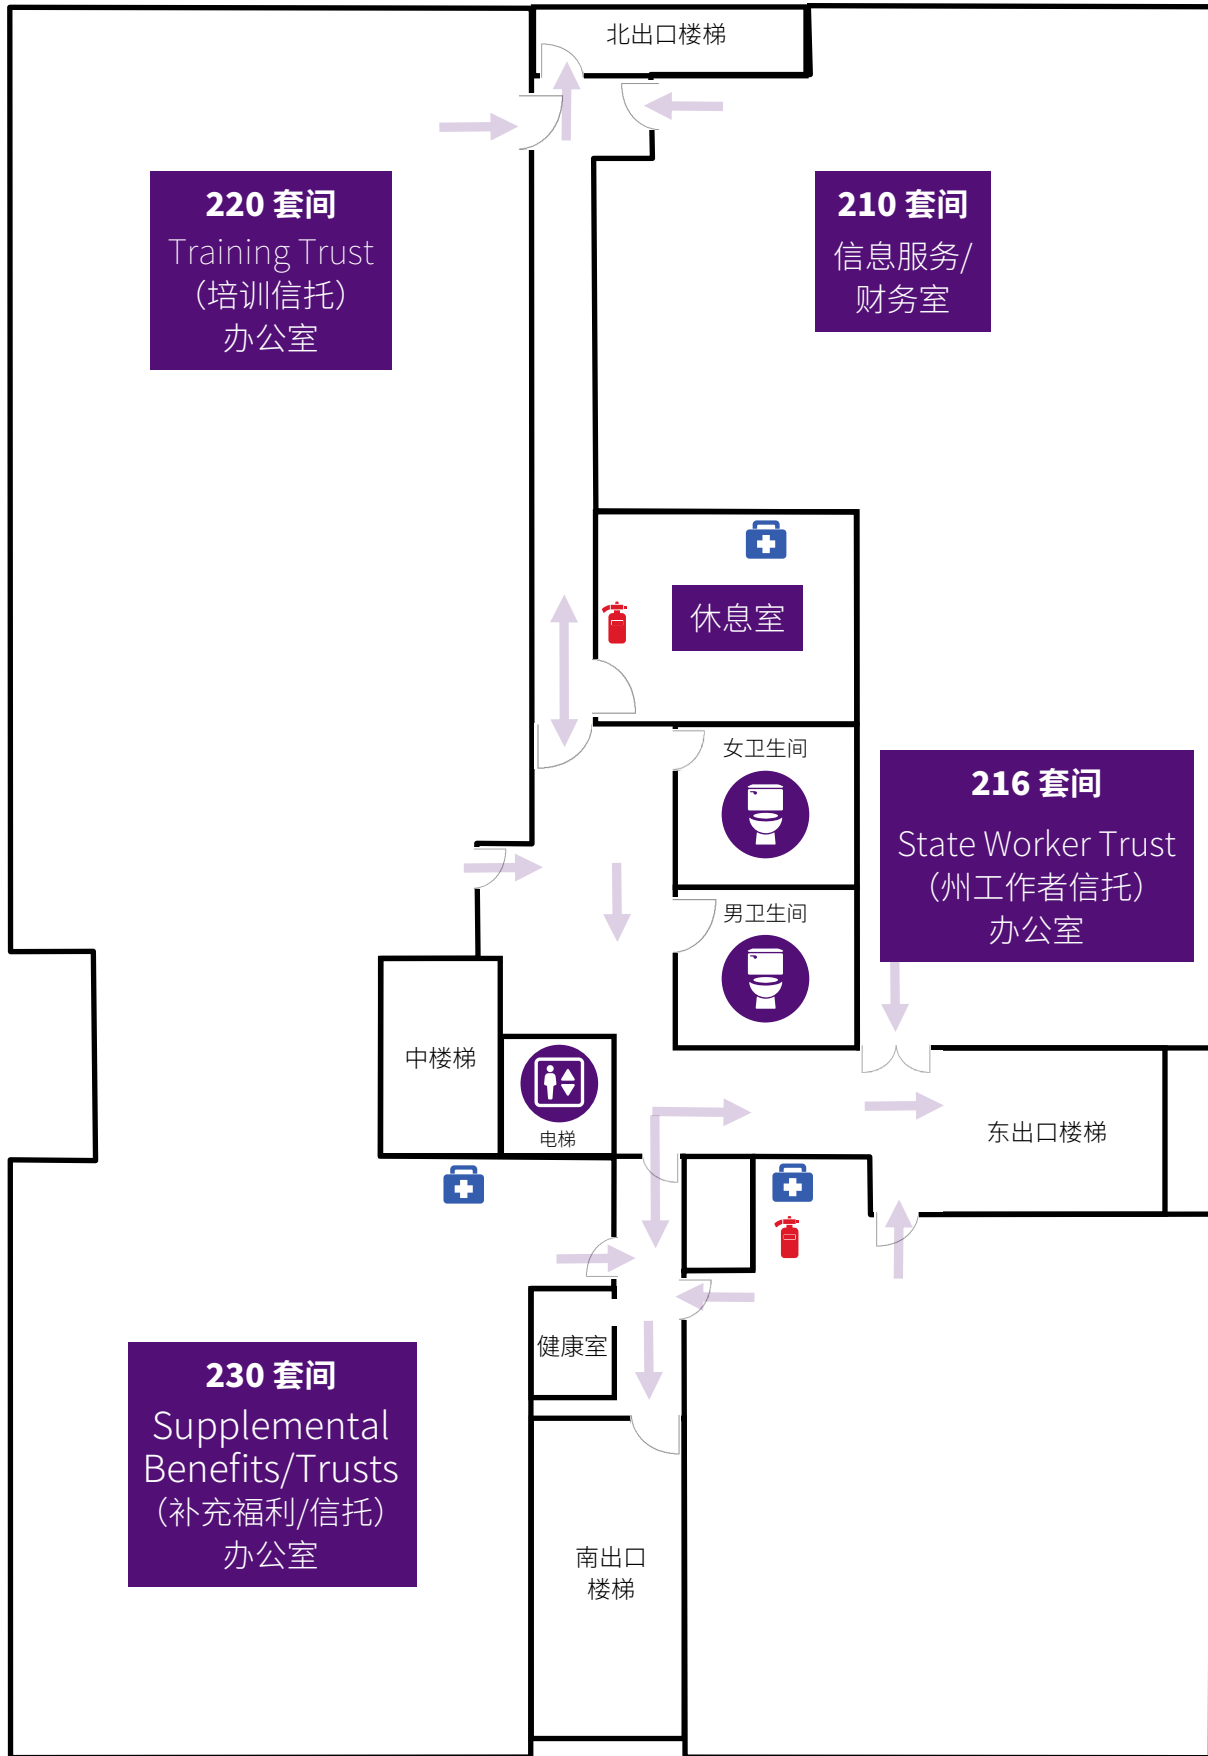 北出口楼梯
220 套间
Training Trust
（培训信托）
办公室
210 套间
信息服务/
财务室
休息室
女卫生间
216 套间
State Worker Trust
（州工作者信托）
办公室
男卫生间
中楼梯
电梯
东出口楼梯
健康室
230 套间
Supplemental
Benefits/Trusts
（补充福利/信托）
办公室
南出口
楼梯